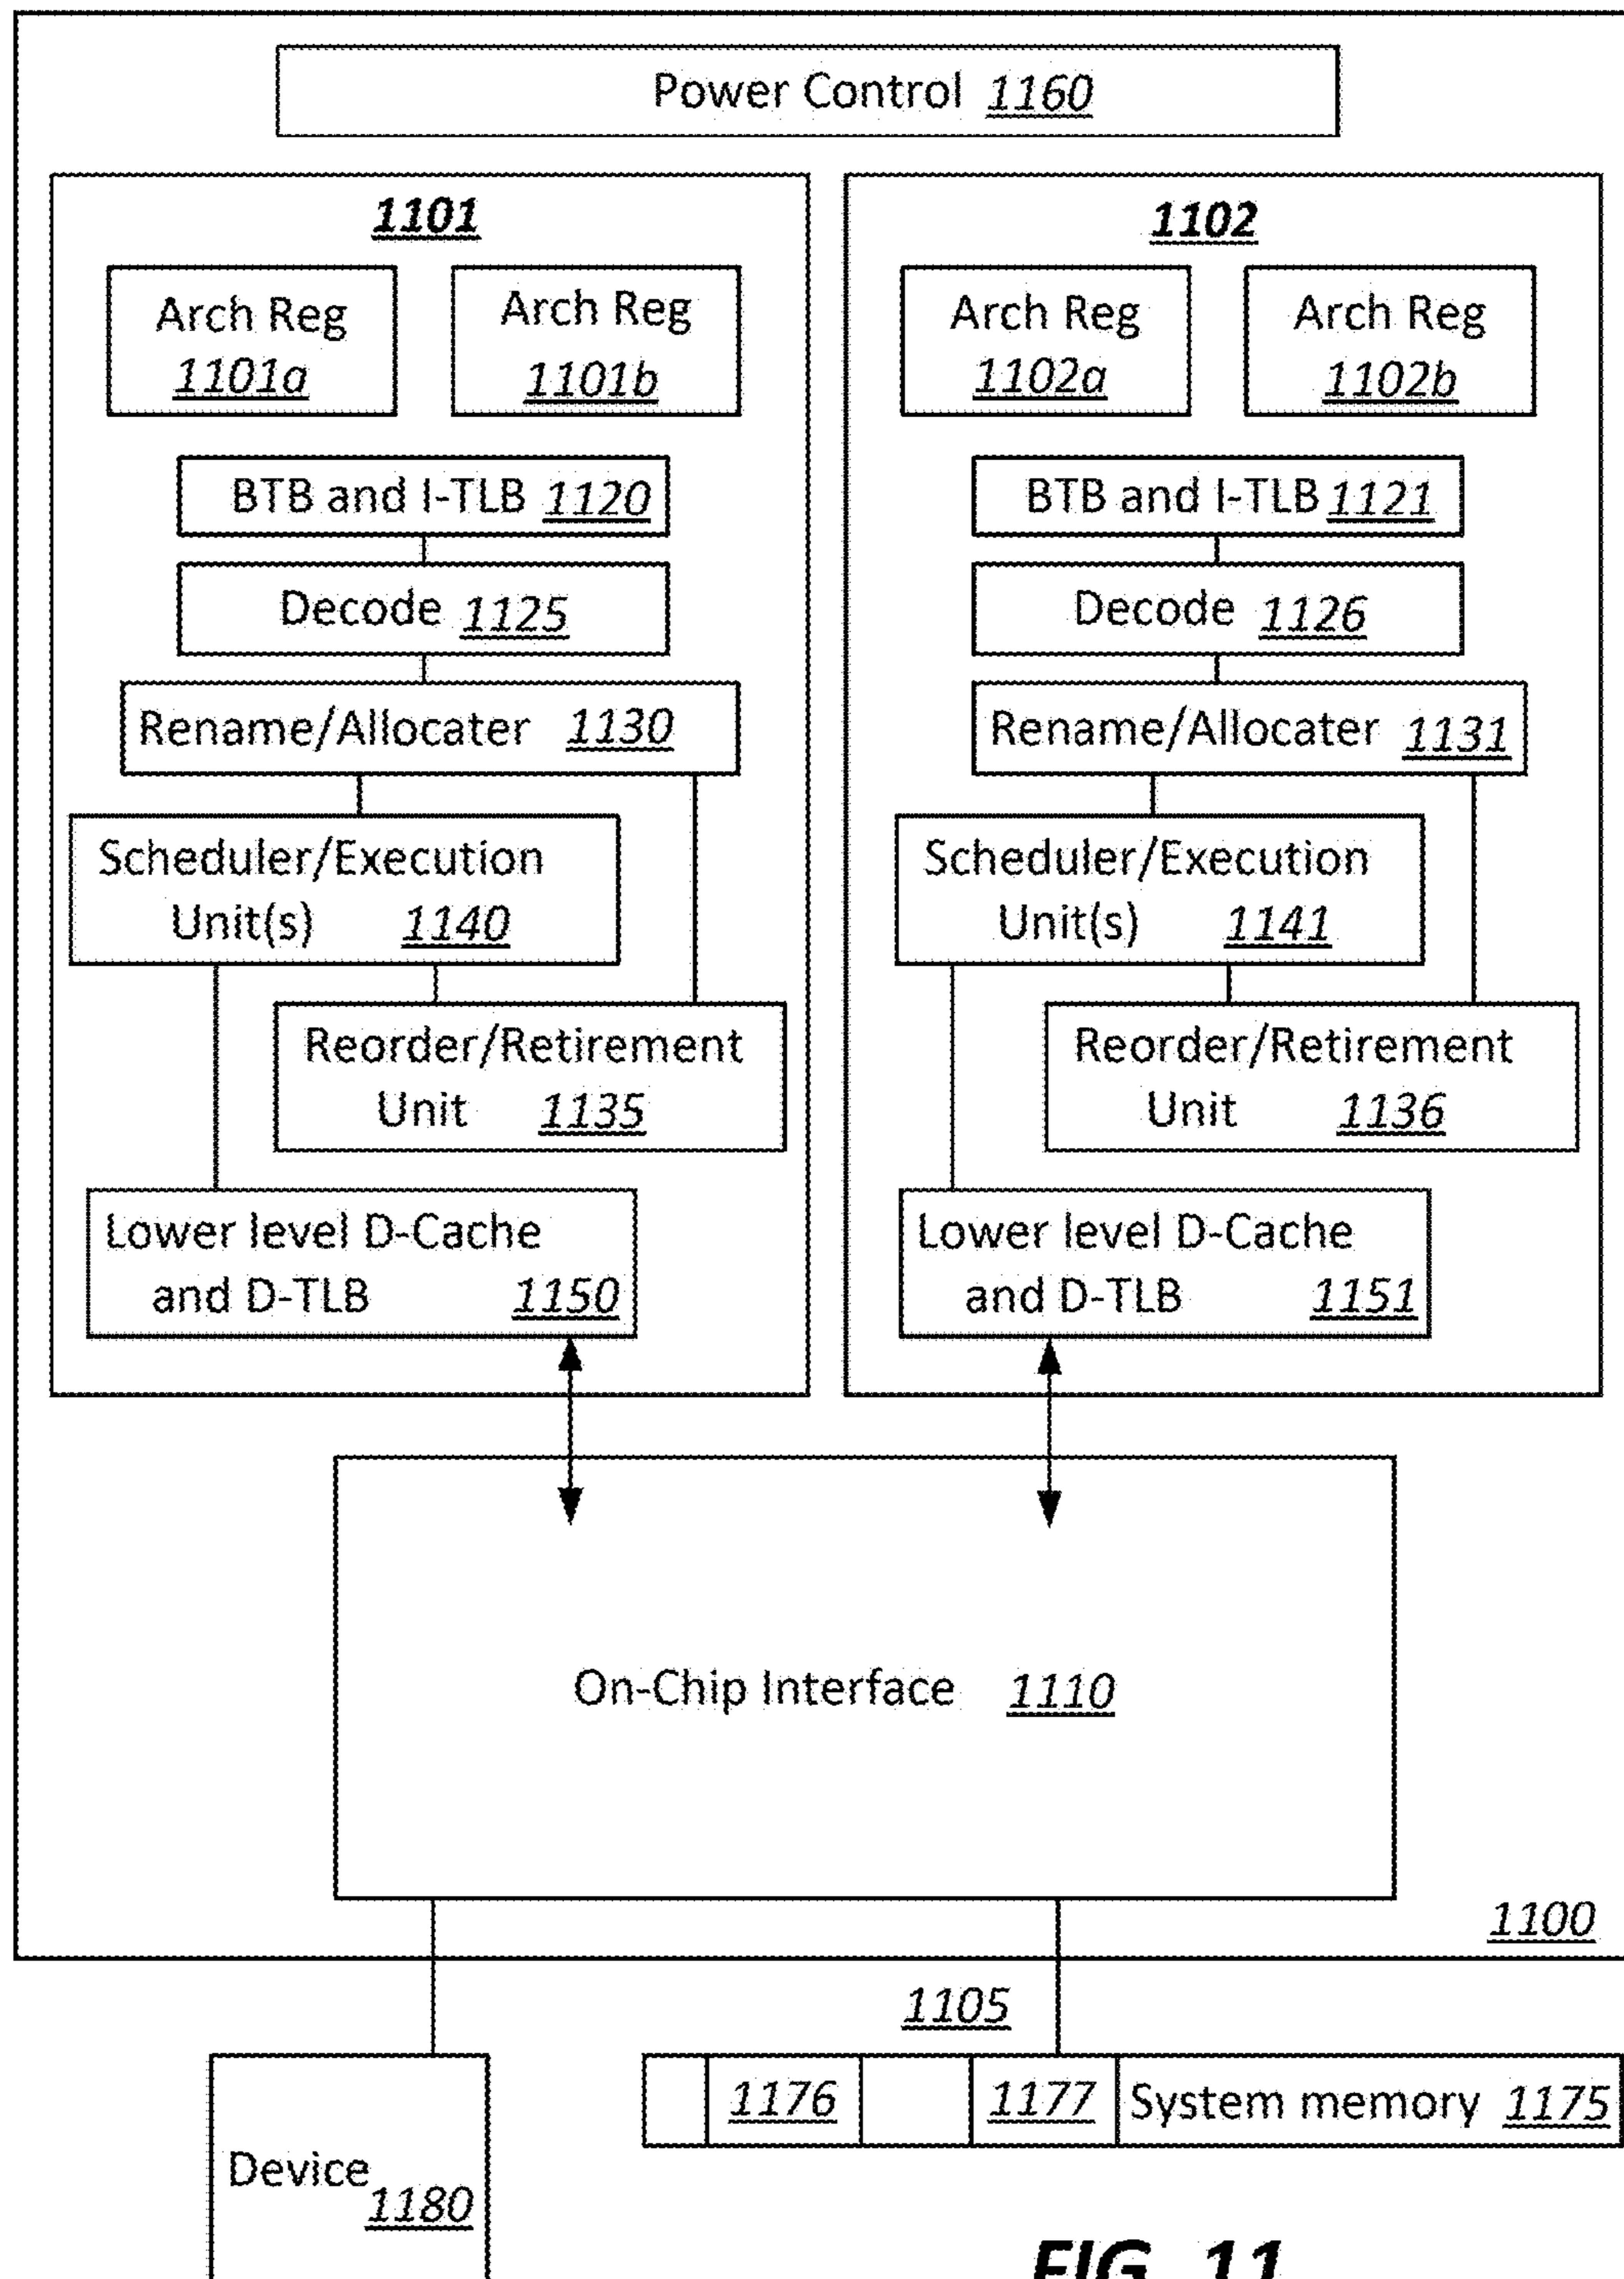 Power Control 1160
1101
Arch Reg
1101a
Arch Reg
1101b
BTB and I-TLB 1120
Decode 1125
Rename/Allocater 1130
Scheduler/Execution
Unit(s) 1140
Reorder/Retirement
Unit 1135
Lower level D-Cache
and D-TLB 1150
1102
Arch Reg
1102a
Arch Reg
1102b
BTB and I-TLB 1121
Decode 1126
Rename/Allocater 1131
Scheduler/Execution
Unit(s) 1141
Reorder/Retirement
Unit 1136
Lower level D-Cache
and D-TLB 1151
On-Chip Interface 1110
1100
1105
1176
1177
System memory 1175
Device 1180
FIG. 11